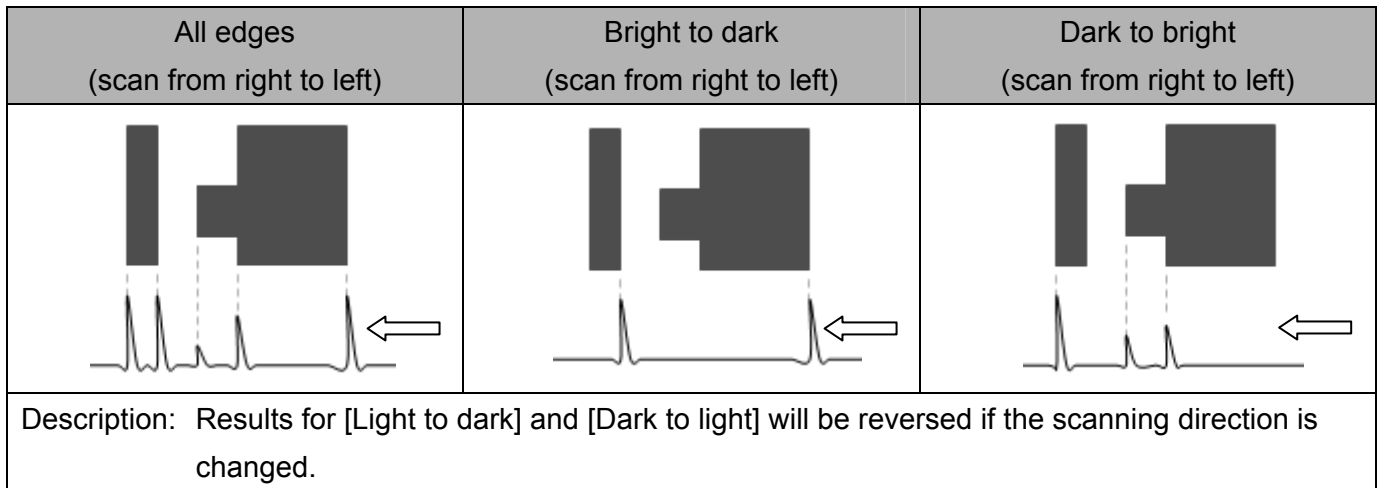 All edges
(scan from right to left)
Bright to dark
(scan from right to left)
Dark to bright
(scan from right to left)
Description: Results for [Light to dark] and [Dark to light] will be reversed if the scanning direction is
changed.